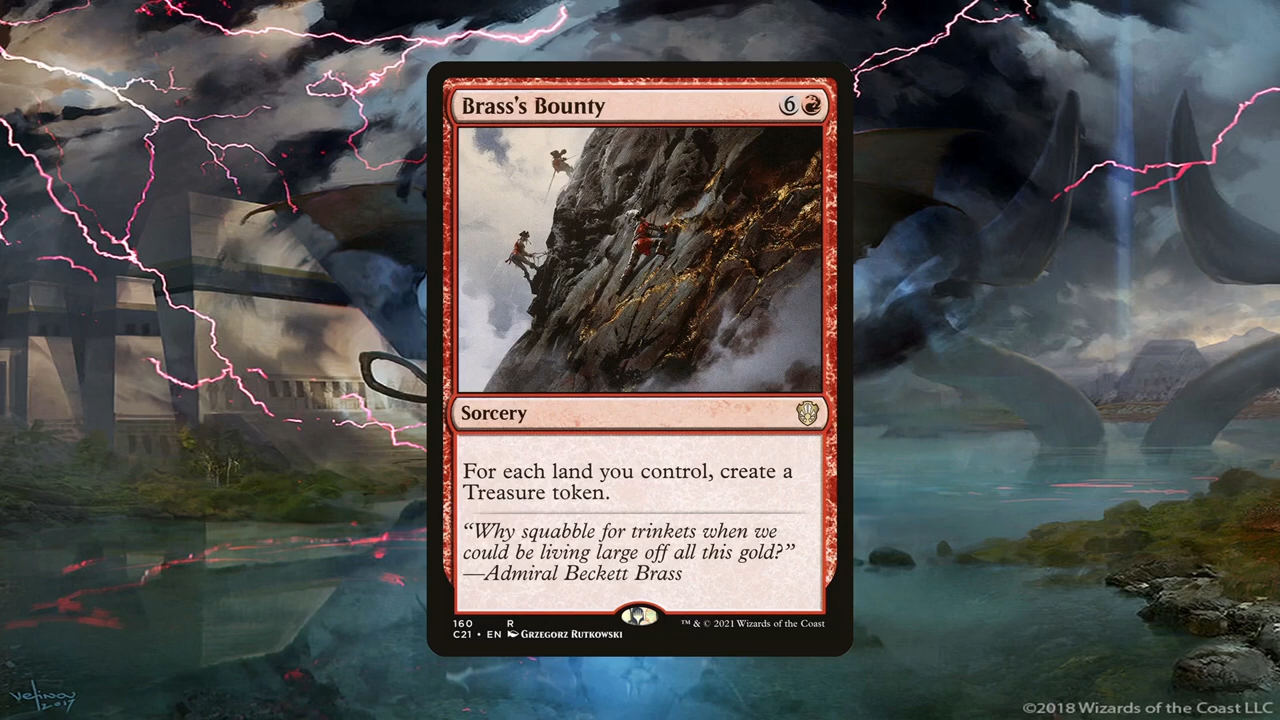 Brass's Bounty 6
Sorcery
For each land you control, create a
Treasure token.
“Why squabble for trinkets when we
could be living large off all this gold?”
—Admiral Beckett Brass
160 R
C21 • EN Grzegorz Rutkowski
™ & © 2021 Wizards of the Coast
Velinov
2017
©2018 Wizards of the Coast LLC